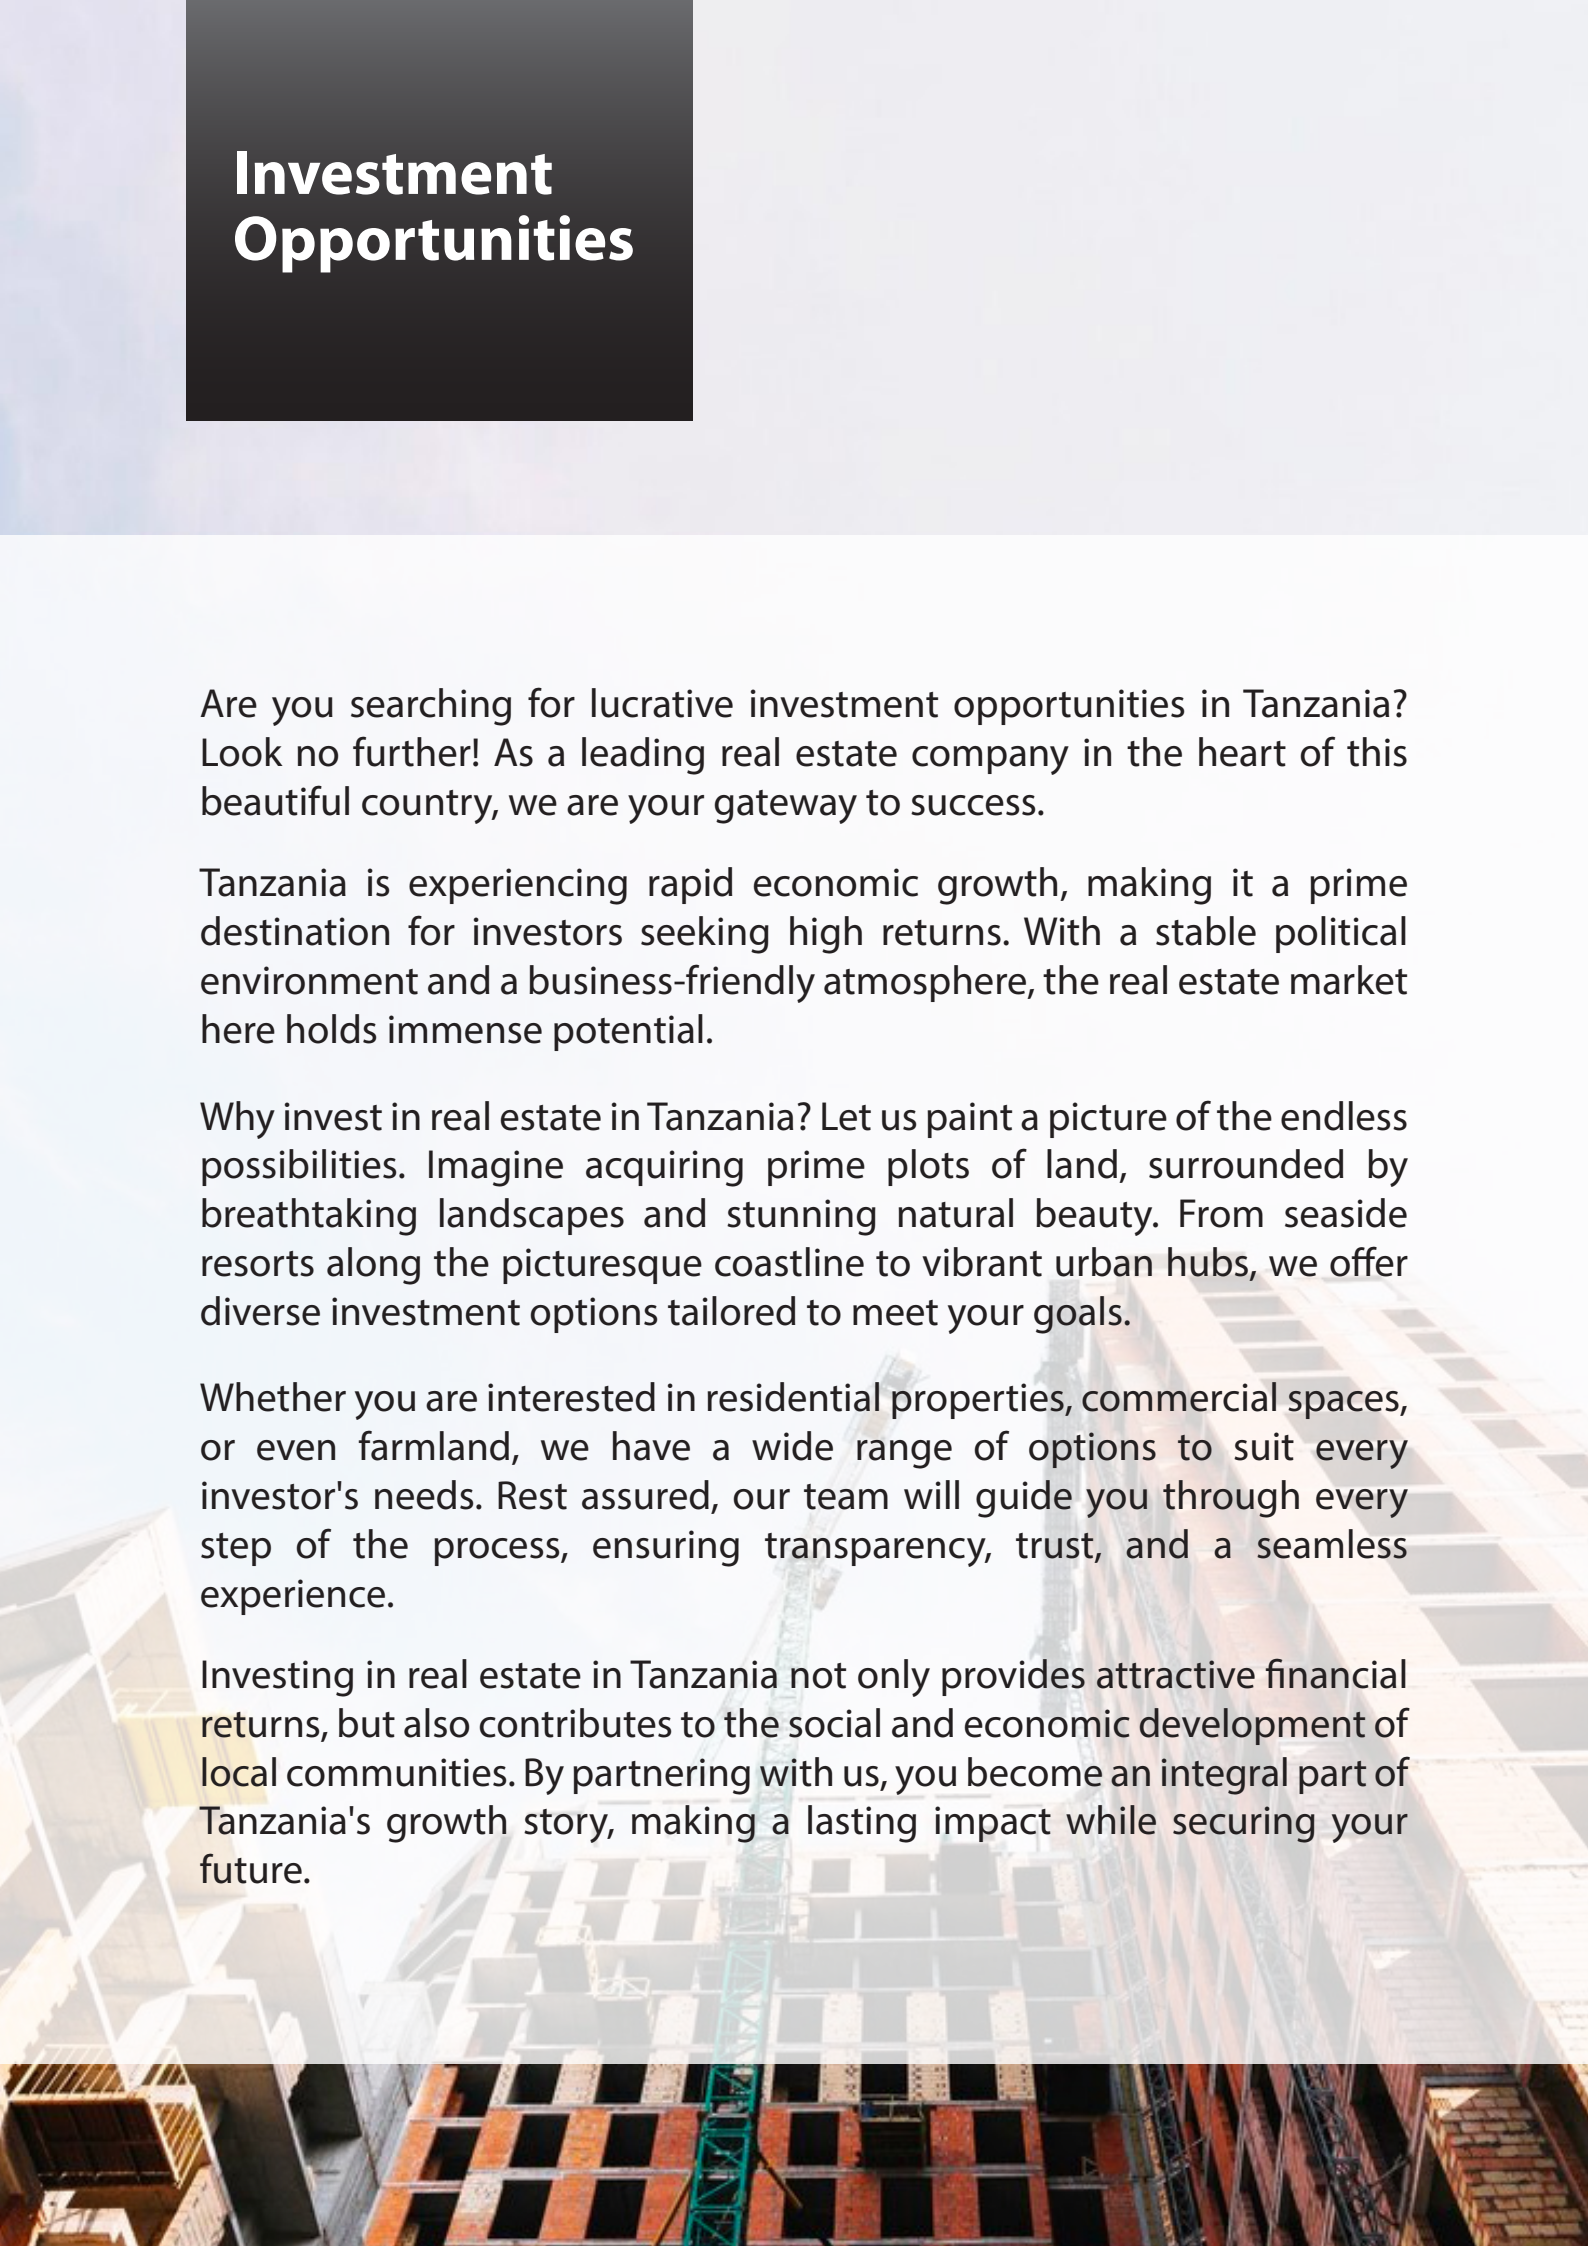 Investment
Opportunities
Are you searching for lucrative investment opportunities in Tanzania?
Look no further! As a leading real estate company in the heart of this
beautiful country, we are your gateway to success.
Tanzania is experiencing rapid economic growth, making it a prime
destination for investors seeking high returns. With a stable political
environment and a business-friendly atmosphere, the real estate market
here holds immense potential.
Why invest in real estate in Tanzania? Let us paint a picture of the endless
possibilities. Imagine acquiring prime plots of land, surrounded by
breathtaking landscapes and stunning natural beauty. From seaside
resorts along the picturesque coastline to vibrant urban hubs, we offer
diverse investment options tailored to meet your goals.
Whether you are interested in residential properties, commercial spaces,
or even farmland, we have a wide range of options to suit every
investor's needs. Rest assured, our team will guide you through every
step of the process, ensuring transparency, trust, and a seamless
experience.
Investing in real estate in Tanzania not only provides attractive financial
returns, but also contributes to the social and economic development of
local communities. By partnering with us, you become an integral part of
Tanzania's growth story, making a lasting impact while securing your
future.